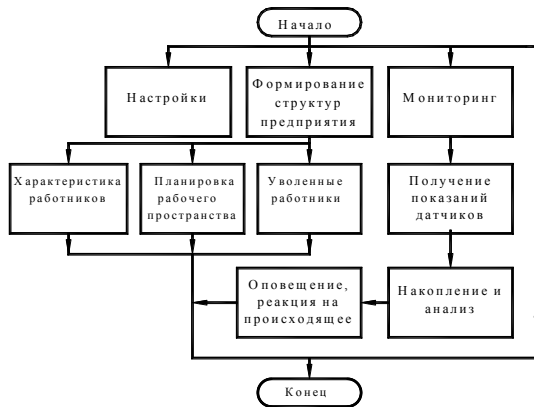 Начало
Настройки
Формирование
структур
предприятия
Мониторинг
Характеристика
работников
Планировка
рабочего
пространства
Уволенные
работники
Получение
показаний
датчиков
Оповещение,
реакция на
происходящее
Накопление и
анализ
Конец